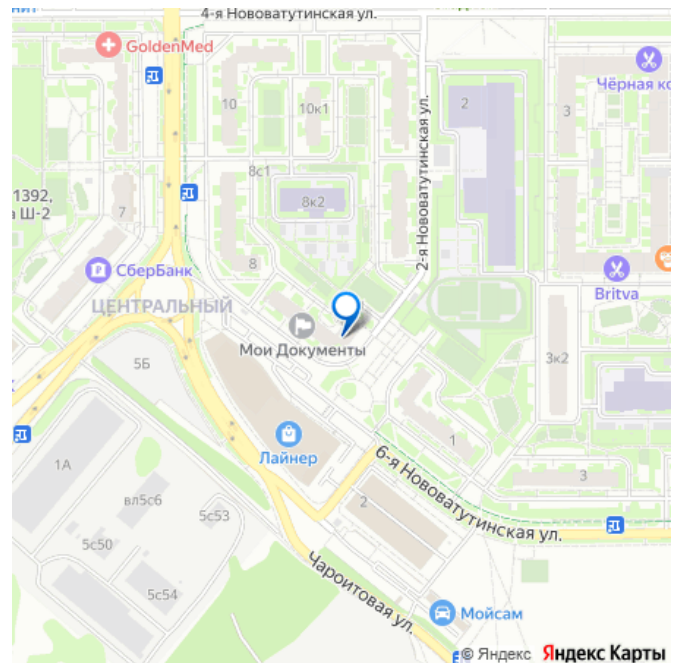 нит
4-я Нововатутинская ул.
GoldenMed
10
10к1
2
3
Чёрная ко
2-я Нововатутинская ул.
8с1
8к2
1392,
а Ш-2
7
СберБанк
8
Britva
ЦЕНТРАЛЬНЫЙ
Мои Документы
5Б
3к2
Лайнер
1
1А
6-я Нововатутинская ул.
3
вл5с6
2
5с53
5с50
Чароитовая ул.
5с54
Мойсам
© Яндекс Яндекс Карты